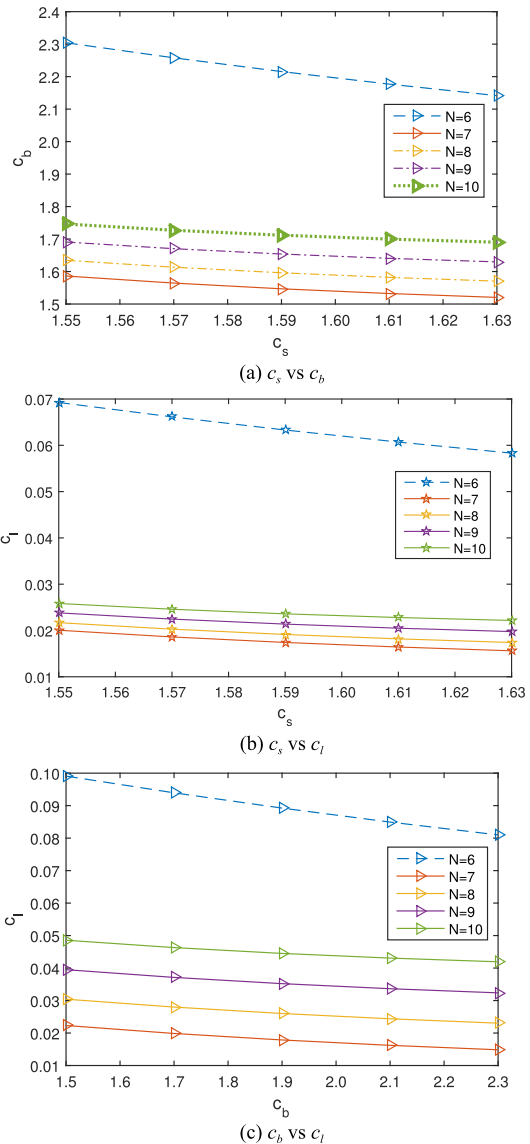 2.4
2.3
2.2
2.1
2.0
1.9
1.8
1.7
1.6
1.5
c_b
N=6
N=7
N=8
N=9
N=10
1.55 1.56 1.57 1.58 1.59 1.60 1.61 1.62 1.63
c_s
(a) c_s vs c_b
0.07
0.06
0.05
0.04
0.03
0.02
0.01
c_l
N=6
N=7
N=8
N=9
N=10
1.55 1.56 1.57 1.58 1.59 1.60 1.61 1.62 1.63
c_s
(b) c_s vs c_l
0.10
0.09
0.08
0.07
0.06
0.05
0.04
0.03
0.02
0.01
c_l
N=6
N=7
N=8
N=9
N=10
1.5 1.6 1.7 1.8 1.9 2.0 2.1 2.2 2.3
c_b
(c) c_b vs c_l